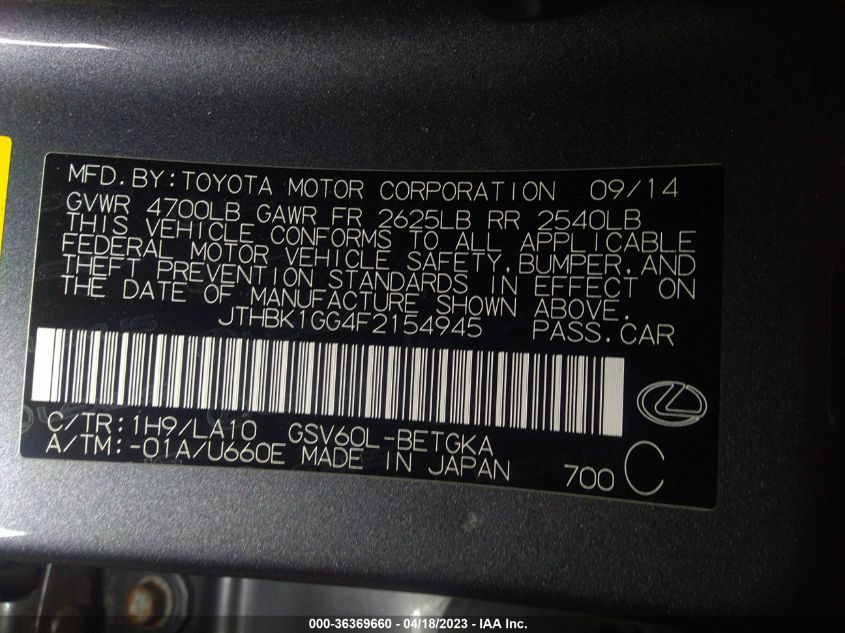 MFD.BY:TOYOTA MOTOR CORPORATION 09/14
GVWR 4700LB GAWR FR 2625LB RR 2540LB
THIS VEHICLE CONFORMS TO ALL APPLICABLE
FEDERAL MOTOR VEHICLE SAFETY,BUMPER,AND
THEFT PREVENTION STANDARDS IN EFFECT ON
THE DATE OF MANUFACTURE SHOWN ABOVE.
JTHBK1GG4F2154945 PASS.CAR
C/TR:1H9/LA10 GSV60L-BETGKA
A/TM:-01A/U660E MADE IN JAPAN 700 C
000-36369660 - 04/18/2023 - IAA Inc.